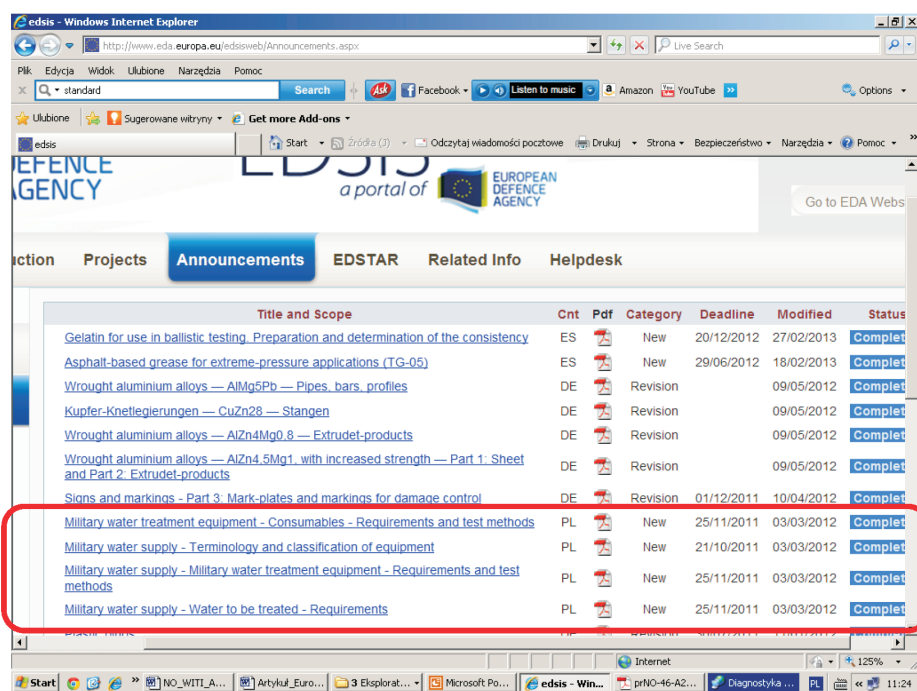 edsis - Windows Internet Explorer
http://www.eda.europa.eu/edsisweb/Announcements.aspx
Live Search
Plik Edycja Widok Ulubione Narzędzia Pomoc
standard Search Ask Facebook Listen to music Amazon YouTube Options
Ulubione Sugerowane witryny Get more Add-ons
edsis Start Źródła (J) Odczytaj wiadomości pocztowe Drukuj Strona Bezpieczeństwo Narzędzia Pomoc
DEFENCE
AGENCY
EDSIS
a portal of
EUROPEAN
DEFENCE
AGENCY
Go to EDA Webs
uction Projects Announcements EDSTAR Related Info Helpdesk
Title and Scope Cnt Pdf Category Deadline Modified Status
Gelatin for use in ballistic testing. Preparation and determination of the consistency ES New 20/12/2012 27/02/2013 Complet
Asphalt-based grease for extreme-pressure applications (TG-05) ES New 29/06/2012 18/02/2013 Complet
Wrought aluminium alloys — AlMg5Pb — Pipes, bars, profiles DE Revision 09/05/2012 Complet
Kupfer-Knetlegierungen — CuZn28 — Stangen DE Revision 09/05/2012 Complet
Wrought aluminium alloys — AlZn4Mg0.8 — Extrudet-products DE Revision 09/05/2012 Complet
Wrought aluminium alloys — AlZn4,5Mg1, with increased strength — Part 1: Sheet
and Part 2: Extrudet-products DE Revision 09/05/2012 Complet
Signs and markings - Part 3: Mark-plates and markings for damage control DE Revision 01/12/2011 10/04/2012 Complet
Military water treatment equipment - Consumables - Requirements and test methods PL New 25/11/2011 03/03/2012 Complet
Military water supply - Terminology and classification of equipment PL New 21/10/2011 03/03/2012 Complet
Military water supply - Military water treatment equipment - Requirements and test
methods PL New 25/11/2011 03/03/2012 Complet
Military water supply - Water to be treated - Requirements PL New 25/11/2011 03/03/2012 Complet
Internet 125%
Start NO_WITI_A... Artykuł_Euro... 3 Eksplorat... Microsoft Po... edsis - Win... prNO-46-A2... Diagnostyka ... PL 11:24